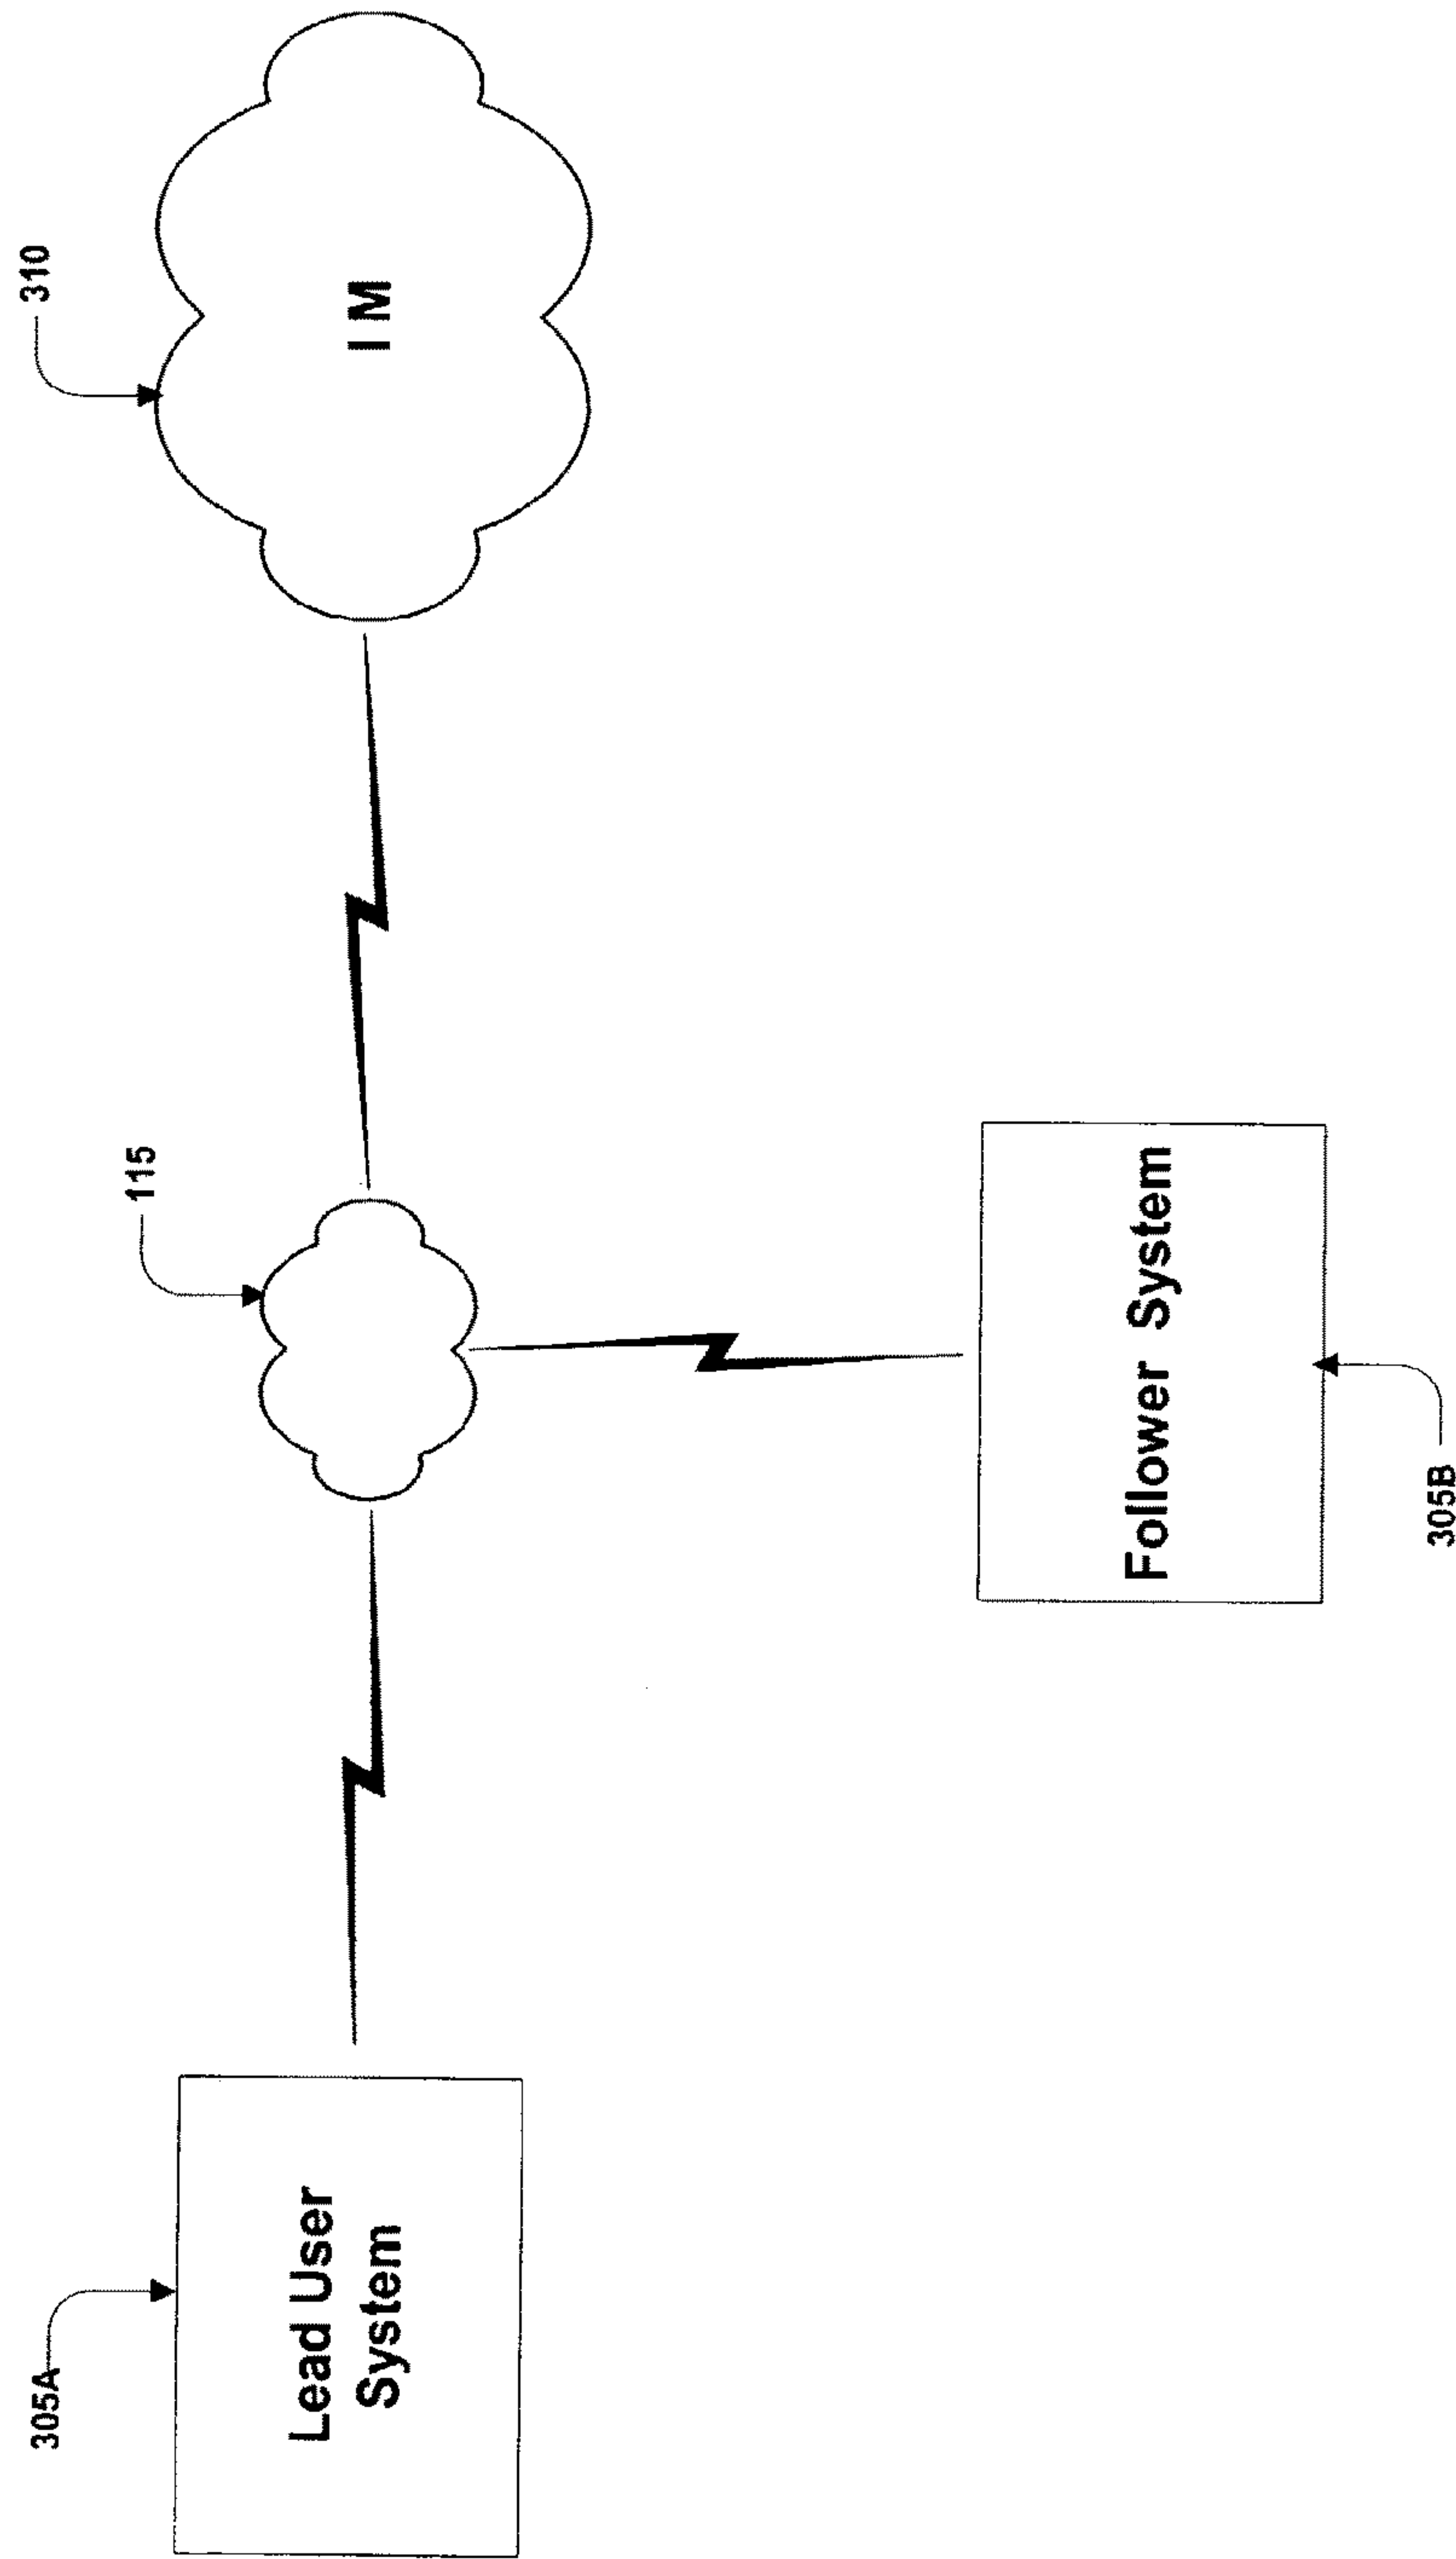 305A
Lead User
System
115
310
I M
Follower System
305B